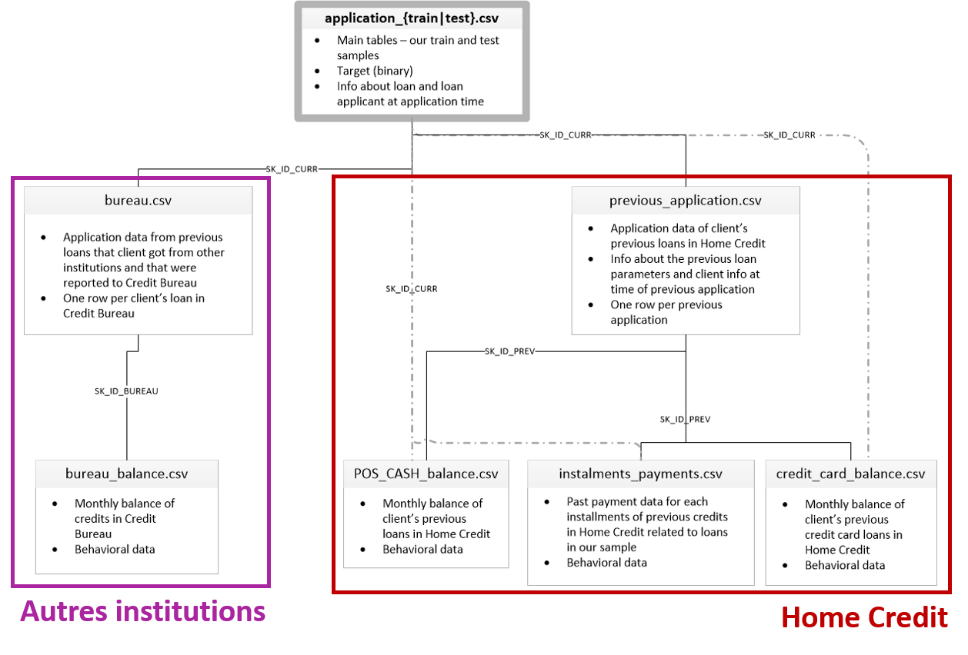 application_{train|test}.csv
• Main tables – our train and test
samples
• Target (binary)
• Info about loan and loan
applicant at application time
SK_ID_CURR
SK_ID_CURR
SK_ID_CURR
bureau.csv
• Application data from previous
loans that client got from other
institutions and that were
reported to Credit Bureau
• One row per client's loan in
Credit Bureau
previous_application.csv
• Application data of client's
previous loans in Home Credit
• Info about the previous loan
parameters and client info at
time of previous application
• One row per previous
application
SK_ID_CURR
SK_ID_PREV
SK_ID_BUREAU
SK_ID_PREV
bureau_balance.csv
• Monthly balance of
credits in Credit
Bureau
• Behavioral data
POS_CASH_balance.csv
• Monthly balance of
client's previous
loans in Home Credit
• Behavioral data
instalments_payments.csv
• Past payment data for each
installments of previous credits
in Home Credit related to loans
in our sample
• Behavioral data
credit_card_balance.csv
• Monthly balance of
client's previous
credit card loans in
Home Credit
• Behavioral data
Autres institutions
Home Credit